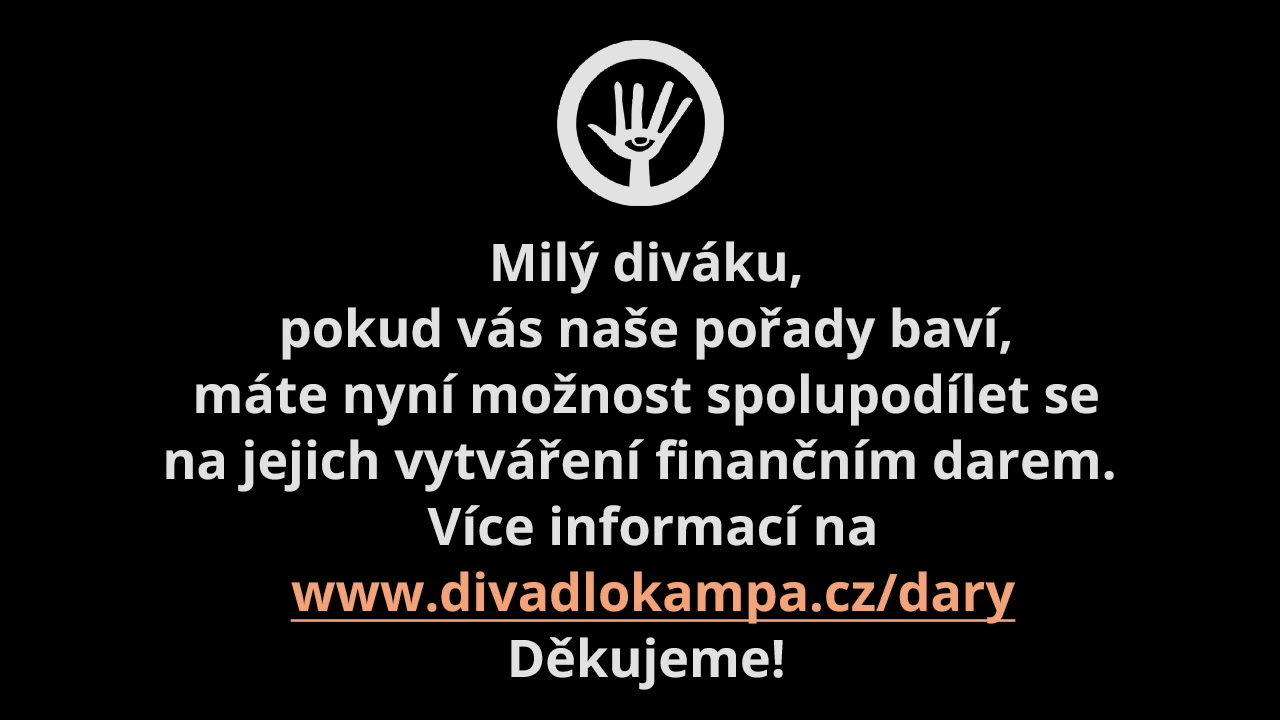 Milý diváku,
pokud vás naše pořady baví,
máte nyní možnost spolupodílet se
na jejich vytváření finančním darem.
Více informací na
www.divadlokampa.cz/dary
Děkujeme!